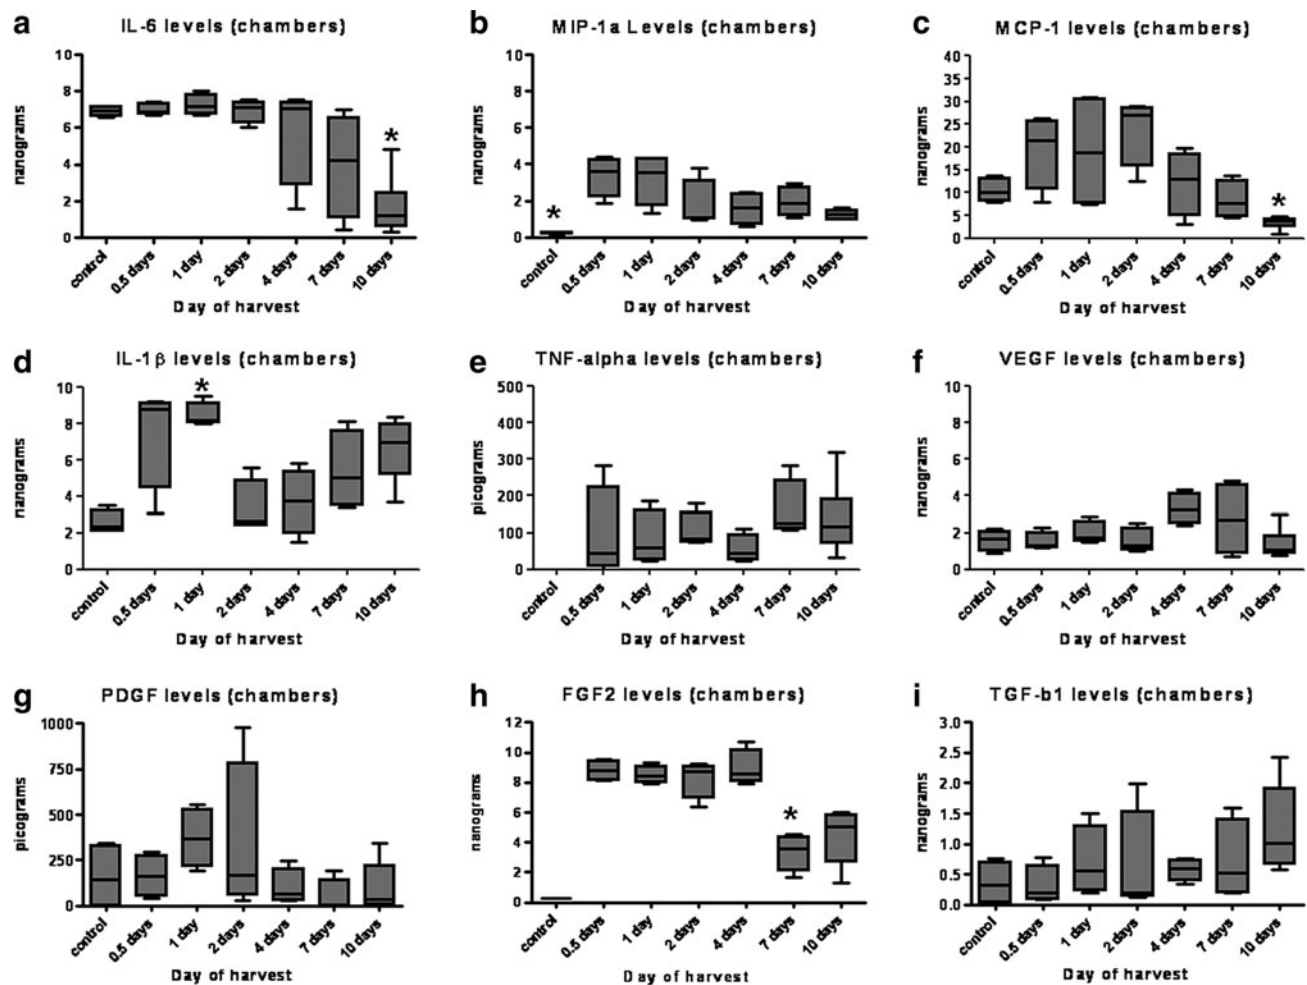 a
IL-6 levels (chambers)
nanograms
10
8
6
4
2
0
*
control
0.5 days
1 day
2 days
4 days
7 days
10 days
Day of harvest
b
MIP-1a Levels (chambers)
nanograms
10
8
6
4
2
0
*
control
0.5 days
1 day
2 days
4 days
7 days
10 days
Day of harvest
c
MCP-1 levels (chambers)
nanograms
40
35
30
25
20
15
10
5
0
*
control
0.5 days
1 day
2 days
4 days
7 days
10 days
Day of harvest
d
IL-1β levels (chambers)
nanograms
10
8
6
4
2
0
*
control
0.5 days
1 day
2 days
4 days
7 days
10 days
Day of harvest
e
TNF-alpha levels (chambers)
picograms
500
400
300
200
100
0
control
0.5 days
1 day
2 days
4 days
7 days
10 days
Day of harvest
f
VEGF levels (chambers)
nanograms
10
8
6
4
2
0
control
0.5 days
1 day
2 days
4 days
7 days
10 days
Day of harvest
g
PDGF levels (chambers)
picograms
1000
750
500
250
0
control
0.5 days
1 day
2 days
4 days
7 days
10 days
Day of harvest
h
FGF2 levels (chambers)
nanograms
12
10
8
6
4
2
0
*
control
0.5 days
1 day
2 days
4 days
7 days
10 days
Day of harvest
i
TGF-b1 levels (chambers)
nanograms
3.0
2.5
2.0
1.5
1.0
0.5
0.0
control
0.5 days
1 day
2 days
4 days
7 days
10 days
Day of harvest